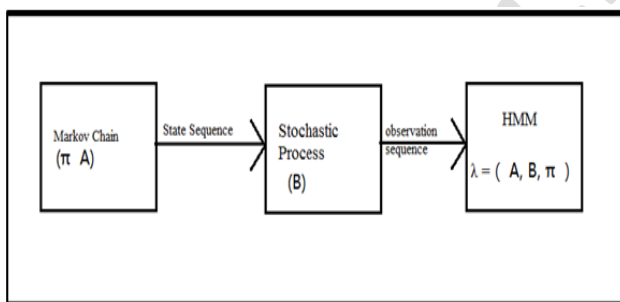 Markov Chain
(π A)
State Sequence
Stochastic
Process
(B)
observation
sequence
HMM
λ = ( A, B, π )